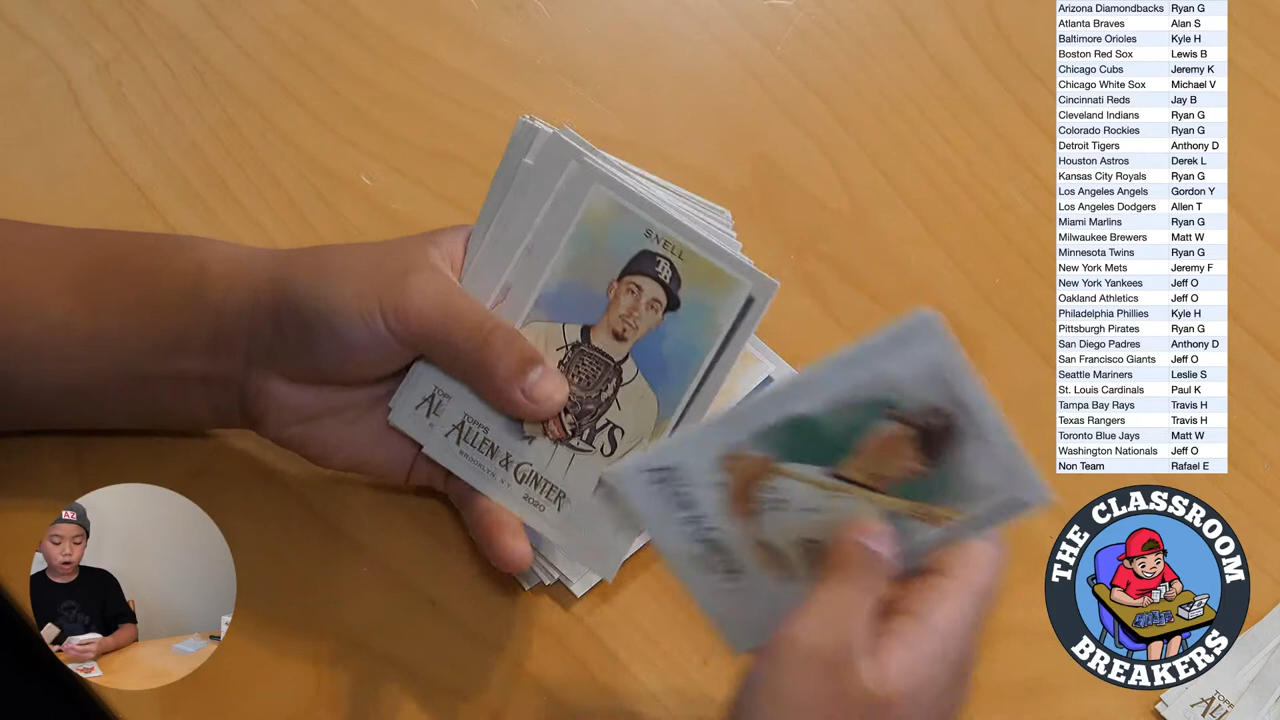 Arizona Diamondbacks Ryan G
Atlanta Braves Alan S
Baltimore Orioles Kyle H
Boston Red Sox Lewis B
Chicago Cubs Jeremy K
Chicago White Sox Michael V
Cincinnati Reds Jay B
Cleveland Indians Ryan G
Colorado Rockies Ryan G
Detroit Tigers Anthony D
Houston Astros Derek L
Kansas City Royals Ryan G
Los Angeles Angels Gordon Y
Los Angeles Dodgers Allen T
Miami Marlins Ryan G
Milwaukee Brewers Matt W
Minnesota Twins Ryan G
New York Mets Jeremy F
New York Yankees Jeff O
Oakland Athletics Jeff O
Philadelphia Phillies Kyle H
Pittsburgh Pirates Ryan G
San Diego Padres Anthony D
San Francisco Giants Jeff O
Seattle Mariners Leslie S
St. Louis Cardinals Paul K
Tampa Bay Rays Travis H
Texas Rangers Travis H
Toronto Blue Jays Matt W
Washington Nationals Jeff O
Non Team Rafael E
SNELL
TB
TOPPS
ALLEN & GINTER
BROOKLYN, N.Y.
2020
AZ
THE CLASSROOM
BREAKERS